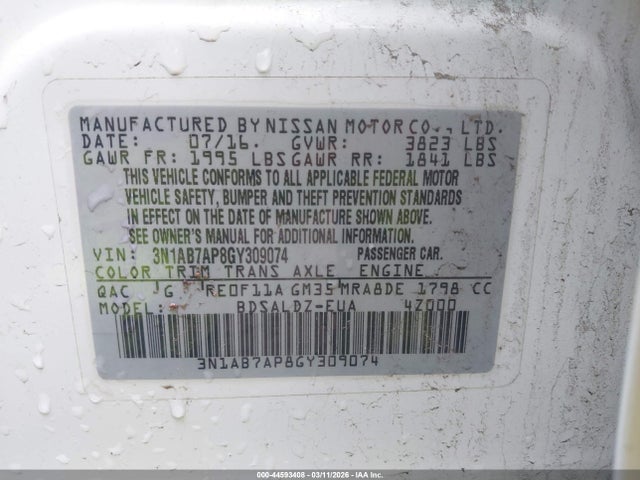 MANUFACTURED BY NISSAN MOTOR CO., LTD.
DATE: 07/16. GVWR: 3823 LBS
GAWR FR: 1995 LBS GAWR RR: 1841 LBS
THIS VEHICLE CONFORMS TO ALL APPLICABLE FEDERAL MOTOR
VEHICLE SAFETY, BUMPER AND THEFT PREVENTION STANDARDS
IN EFFECT ON THE DATE OF MANUFACTURE SHOWN ABOVE.
SEE OWNER'S MANUAL FOR ADDITIONAL INFORMATION.
VIN: 3N1AB7AP8GY309074 PASSENGER CAR.
COLOR TRIM TRANS AXLE ENGINE
QAC G RE0F11A GM35 MRA8DE 1798 CC
MODEL: BDSALDZ-EUA 4Z000
3N1AB7AP8GY309074
000-44593408 - 03/11/2026 - IAAI.COM